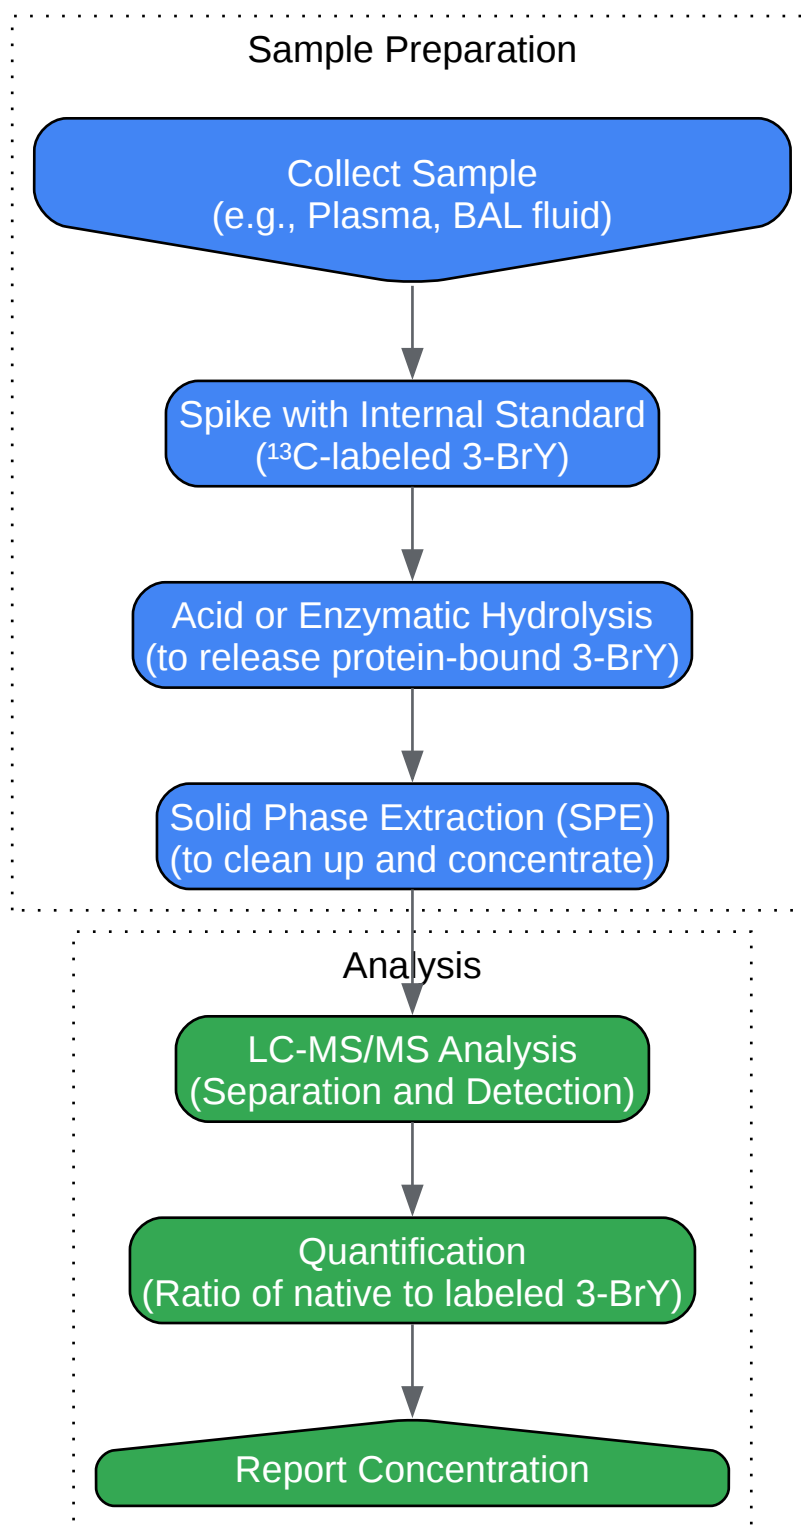 Sample Preparation
Collect Sample
(e.g., Plasma, BAL fluid)
Spike with Internal Standard
(¹³C-labeled 3-BrY)
Acid or Enzymatic Hydrolysis
(to release protein-bound 3-BrY)
Solid Phase Extraction (SPE)
(to clean up and concentrate)
Analysis
LC-MS/MS Analysis
(Separation and Detection)
Quantification
(Ratio of native to labeled 3-BrY)
Report Concentration